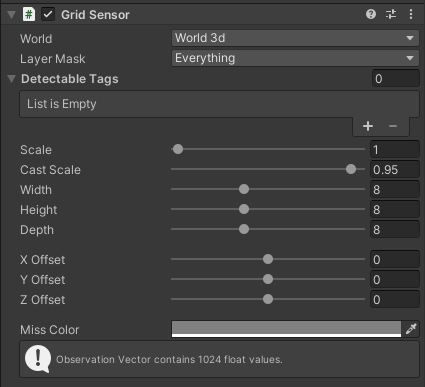 # Grid Sensor
World World 3d
Layer Mask Everything
Detectable Tags 0
List is Empty
+ −
Scale 1
Cast Scale 0.95
Width 8
Height 8
Depth 8
X Offset 0
Y Offset 0
Z Offset 0
Miss Color
! Observation Vector contains 1024 float values.